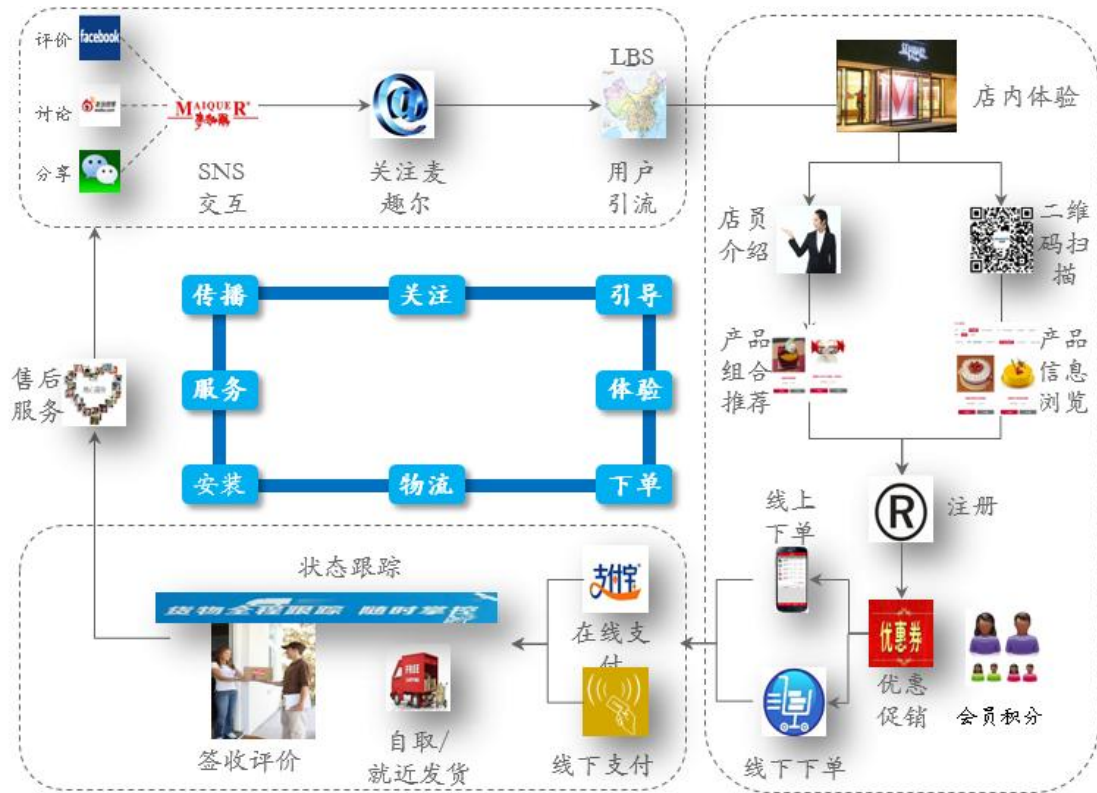 评价
facebook
讨论
分享
MAIQUER
SNS
交互
关注麦
趣尔
LBS
用户
引流
店内体验
店员
介绍
二维
码扫
描
产品
组合
推荐
产品
信息
浏览
传播
关注
引导
服务
体验
安装
物流
下单
售后
服务
注册
线上
下单
优惠券
优惠
促销
会员积分
线下下单
状态跟踪
货物全程跟踪 随时掌控
支付宝
在线支
付
线下支付
FREE
自取/
就近发货
签收评价